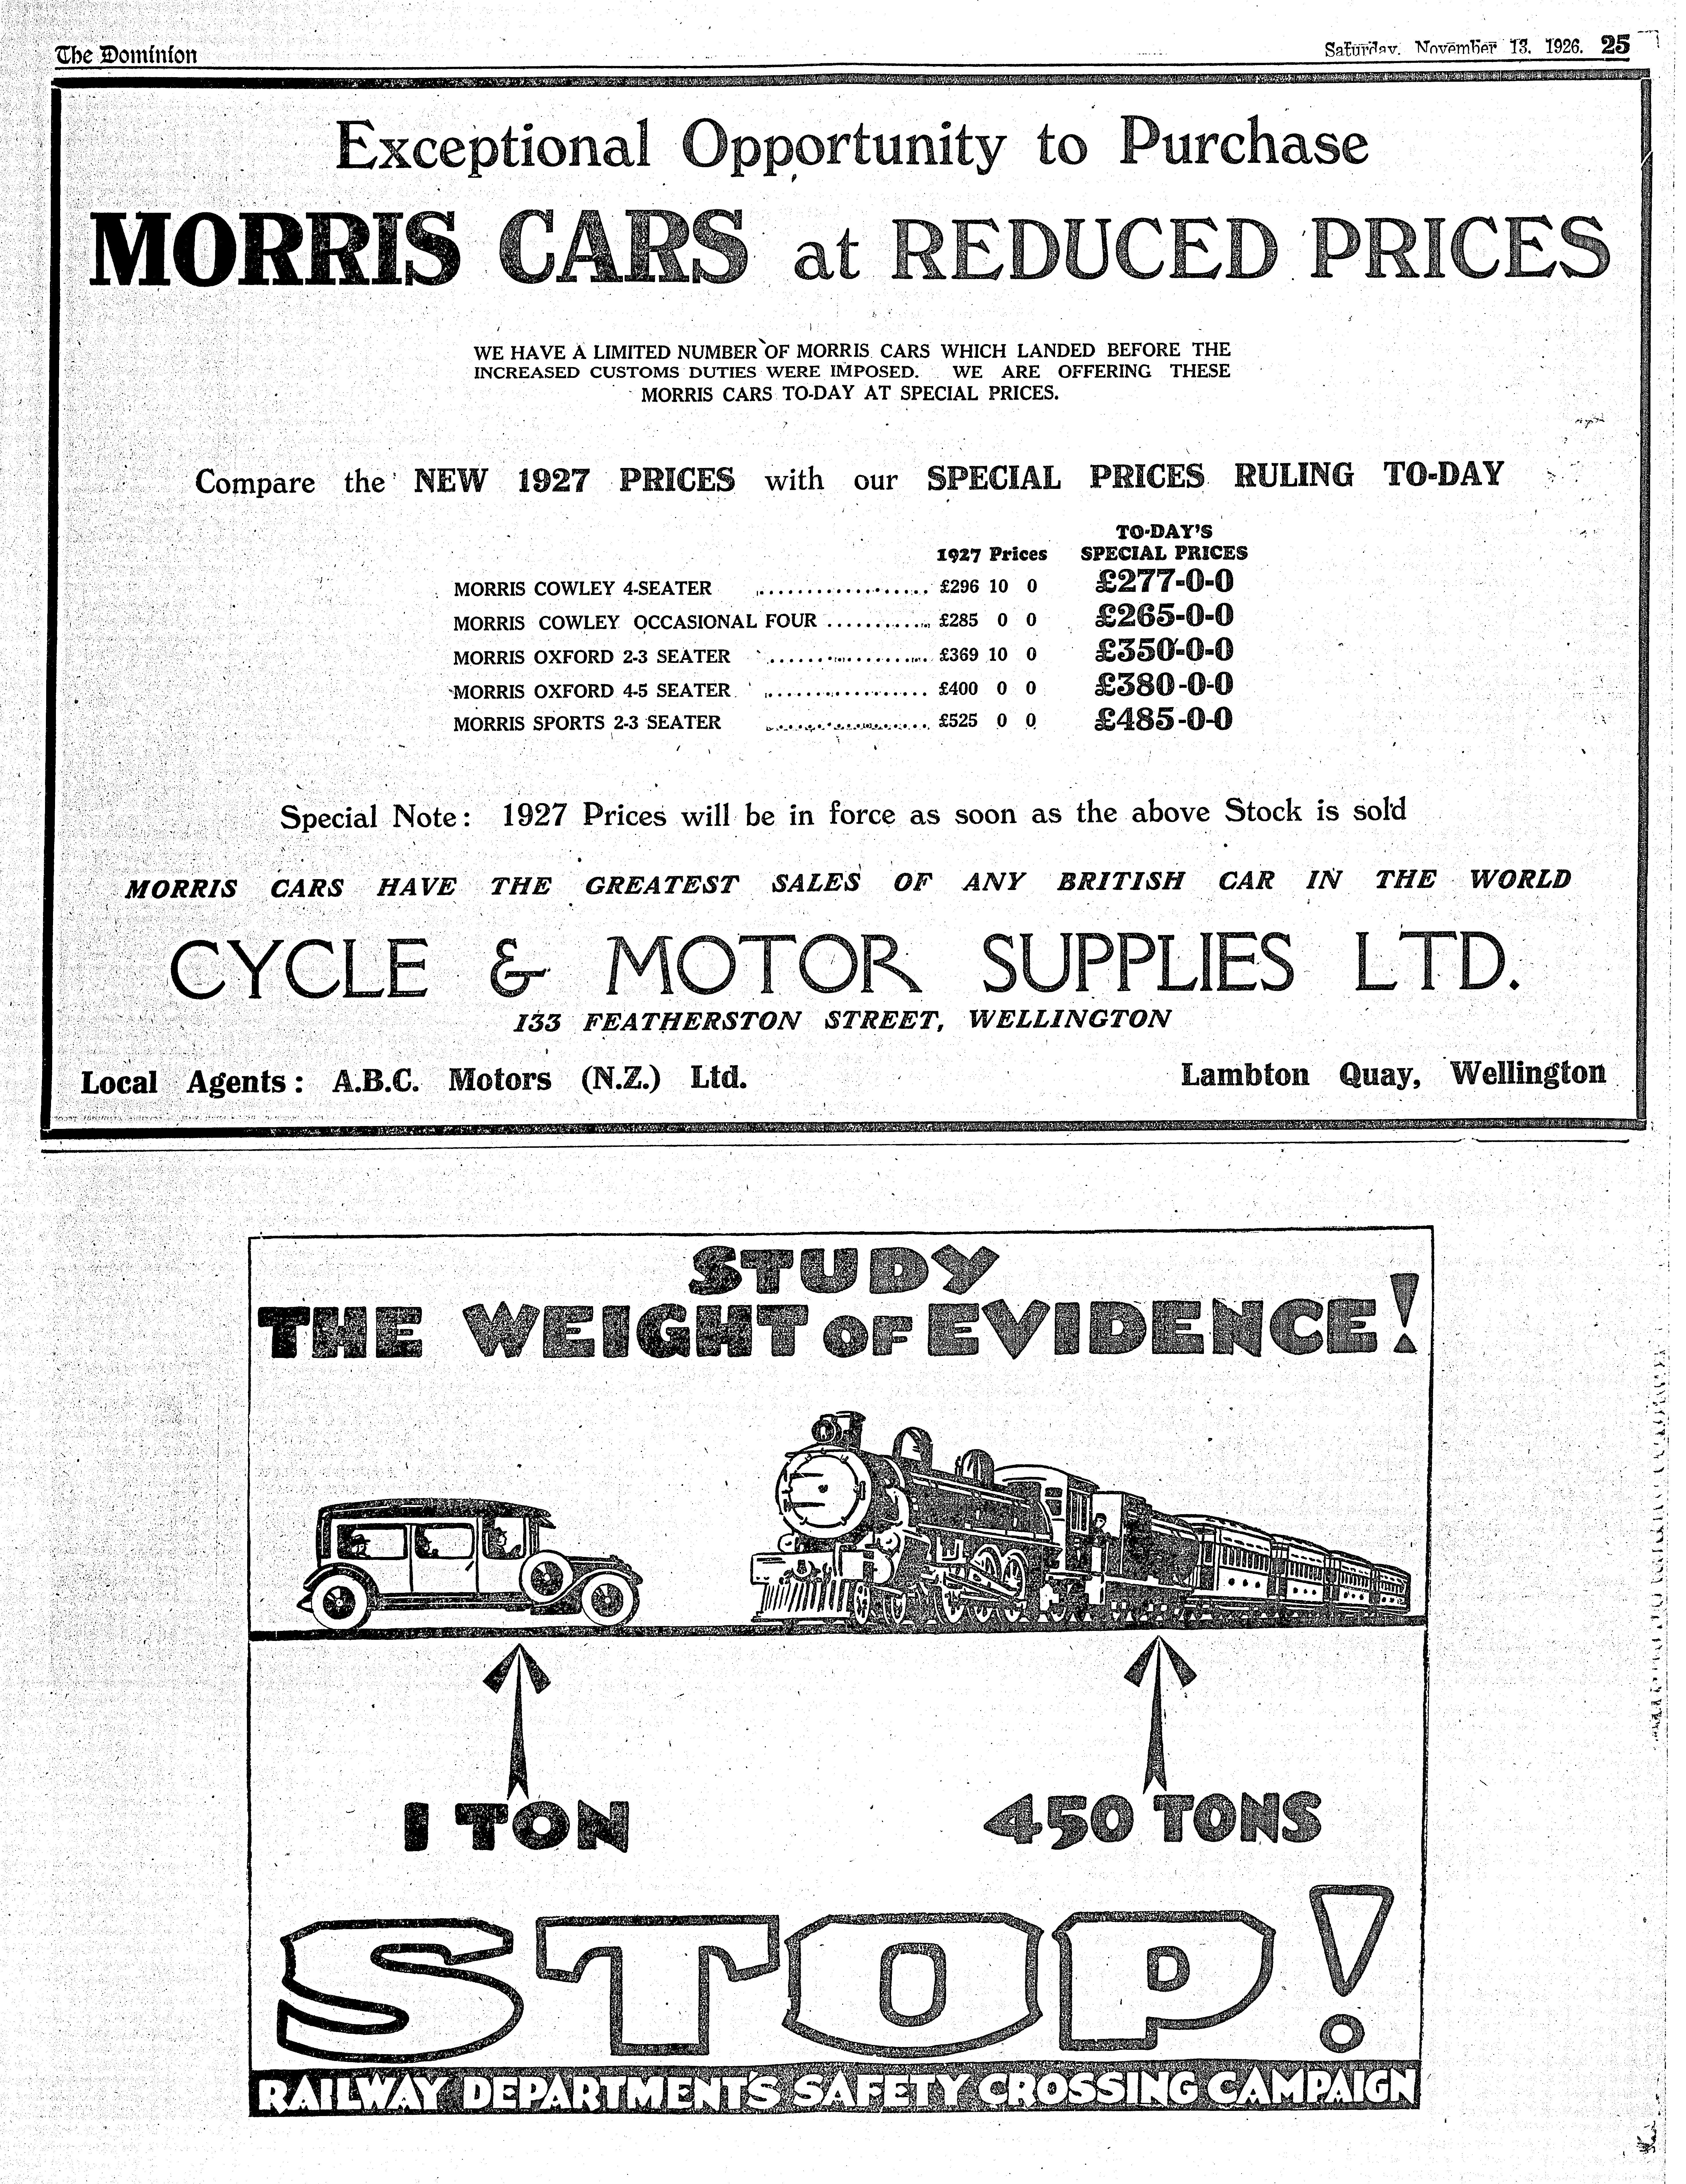 The Dominion
Saturday, November 13, 1926. 25
Exceptional Opportunity to Purchase
MORRIS CARS at REDUCED PRICES
WE HAVE A LIMITED NUMBER OF MORRIS CARS WHICH LANDED BEFORE THE
INCREASED CUSTOMS DUTIES WERE IMPOSED. WE ARE OFFERING THESE
MORRIS CARS TO-DAY AT SPECIAL PRICES.
Compare the NEW 1927 PRICES with our SPECIAL PRICES RULING TO-DAY
TO-DAY'S
1927 Prices SPECIAL PRICES
MORRIS COWLEY 4-SEATER .................. £296 10 0 £277-0-0
MORRIS COWLEY OCCASIONAL FOUR ............ £285 0 0 £265-0-0
MORRIS OXFORD 2-3 SEATER .................. £369 10 0 £350-0-0
MORRIS OXFORD 4-5 SEATER .................. £400 0 0 £380-0-0
MORRIS SPORTS 2-3 SEATER .................. £525 0 0 £485-0-0
Special Note: 1927 Prices will be in force as soon as the above Stock is sold
MORRIS CARS HAVE THE GREATEST SALES OF ANY BRITISH CAR IN THE WORLD
CYCLE & MOTOR SUPPLIES LTD.
133 FEATHERSTON STREET, WELLINGTON
Local Agents: A.B.C. Motors (N.Z.) Ltd. Lambton Quay, Wellington
STUDY
THE WEIGHT OF EVIDENCE!
1 TON
450 TONS
STOP!
RAILWAY DEPARTMENT'S SAFETY CROSSING CAMPAIGN